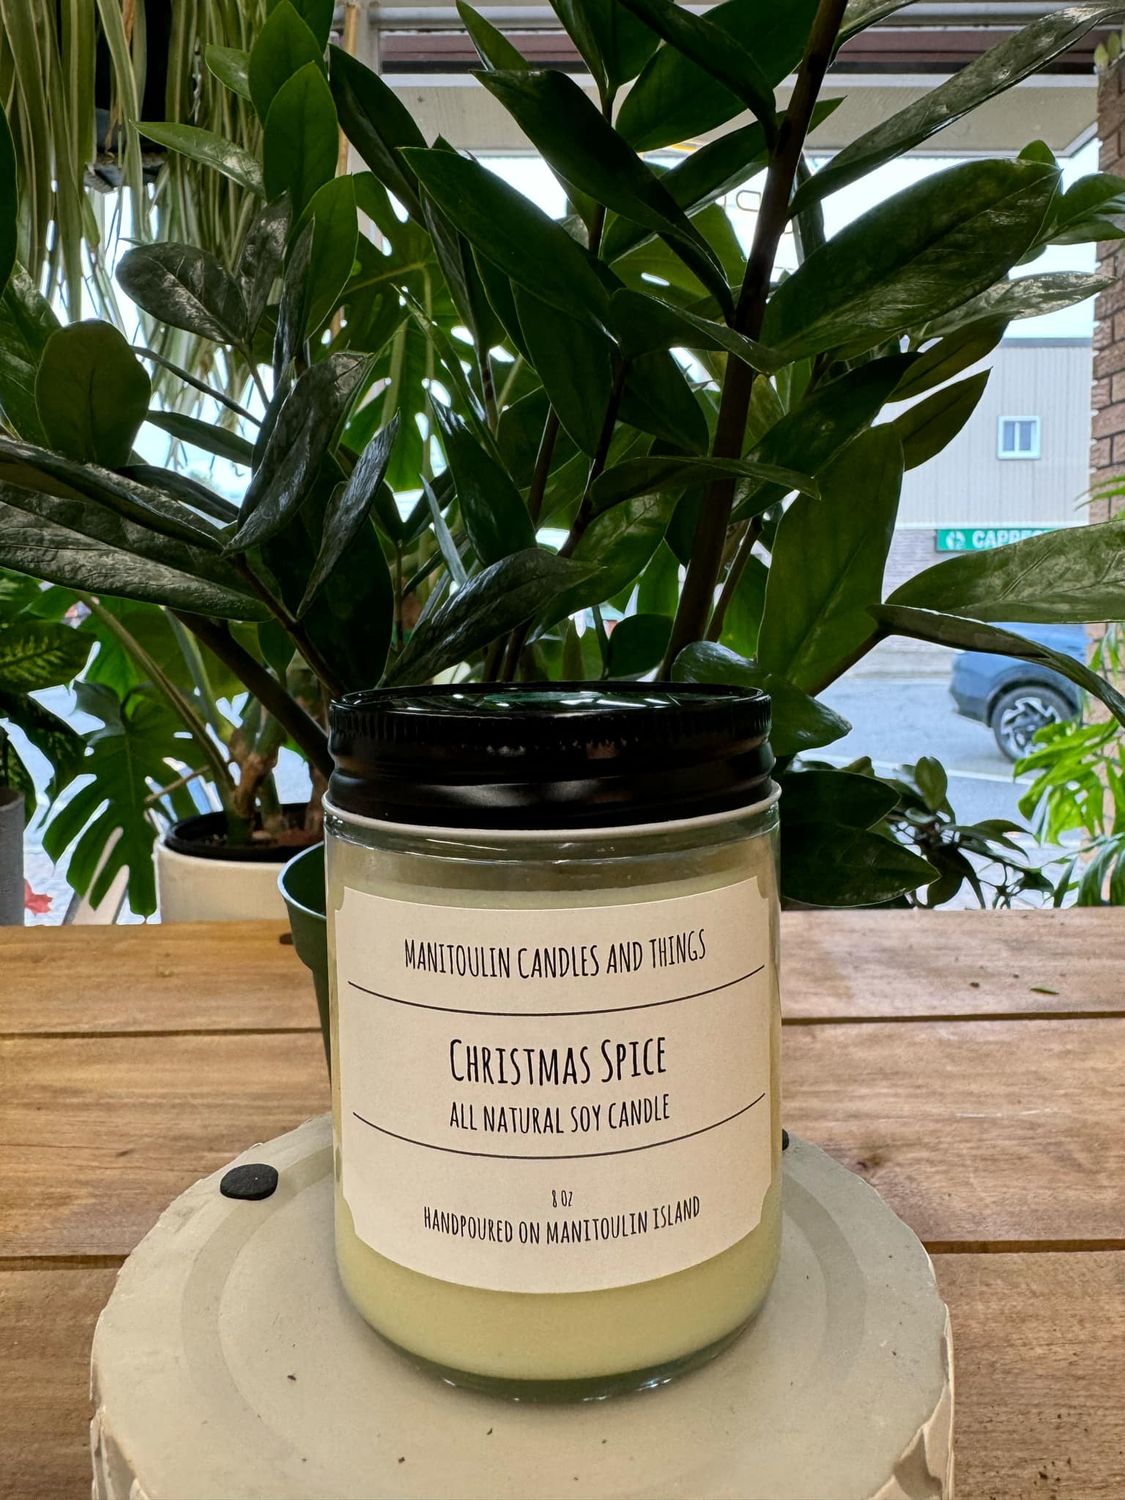 MANITOULIN CANDLES AND THINGS
CHRISTMAS SPICE
ALL NATURAL SOY CANDLE
8 OZ
HANDPOURED ON MANITOULIN ISLAND